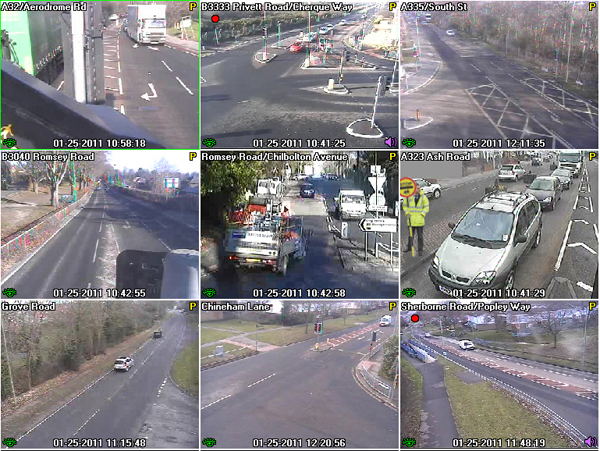 A32/Aerodrome Rd P
B3333 Privett Road/Cherque Way P
A335/South St P
01-25-2011 10:58:18
01-25-2011 10:41:25
01-25-2011 12:11:35
B3040 Romsey Road P
Romsey Road/Chilbolton Avenue P
A323 Ash Road P
01-25-2011 10:42:55
01-25-2011 10:42:58
01-25-2011 10:41:29
Grove Road P
Chineham Lane P
Sherborne Road/Popley Way P
01-25-2011 11:15:48
01-25-2011 12:20:56
01-25-2011 11:48:19